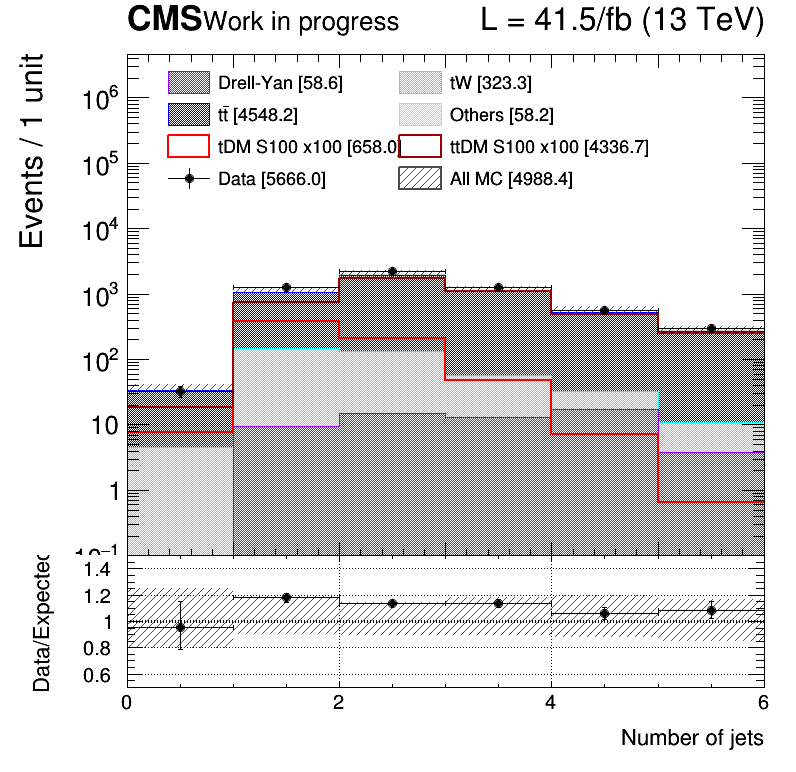 CMS Work in progress L = 41.5/fb (13 TeV)
Events / 1 unit
Drell-Yan [58.6] tW [323.3]
tt̄ [4548.2] Others [58.2]
tDM S100 x100 [658.0] ttDM S100 x100 [4336.7]
Data [5666.0] All MC [4988.4]
10⁶
10⁵
10⁴
10³
10²
10
1
10⁻¹
Data/Expected
1.4
1.2
1
0.8
0.6
0 2 4 6
Number of jets